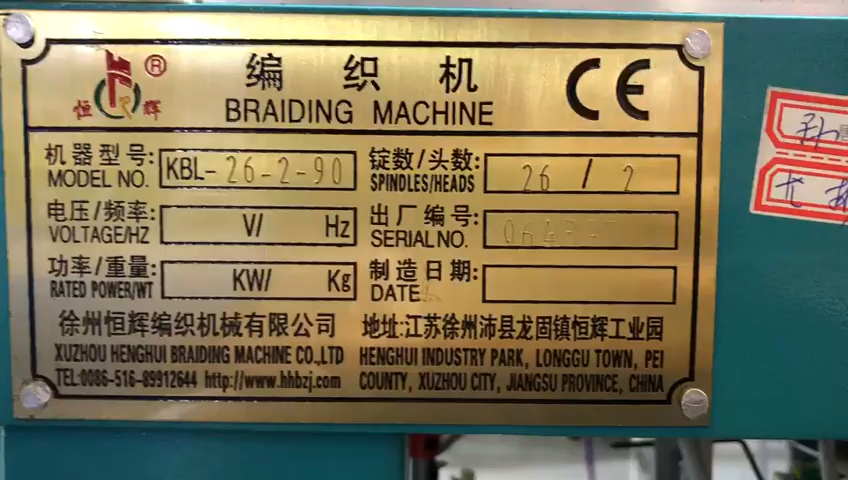 恒 辉 ®
编 织 机
BRAIDING MACHINE
CE
机器型号: KBL-26-2-90
MODEL NO.
锭数/头数: 26 / 2
SPINDLES/HEADS
电压/频率: V/ Hz
VOLTAGE/HZ
出厂编号:
SERIAL NO.
功率/重量: KW/ Kg
RATED POWER/WT
制造日期:
DATE
徐州恒辉编织机械有限公司
XUZHOU HENGHUI BRAIDING MACHINE CO.,LTD
TEL:0086-516-89912644 http://www.hhbzj.com
地址:江苏徐州沛县龙固镇恒辉工业园
HENGHUI INDUSTRY PARK, LONGGU TOWN, PEI
COUNTY, XUZHOU CITY, JIANGSU PROVINCE, CHINA